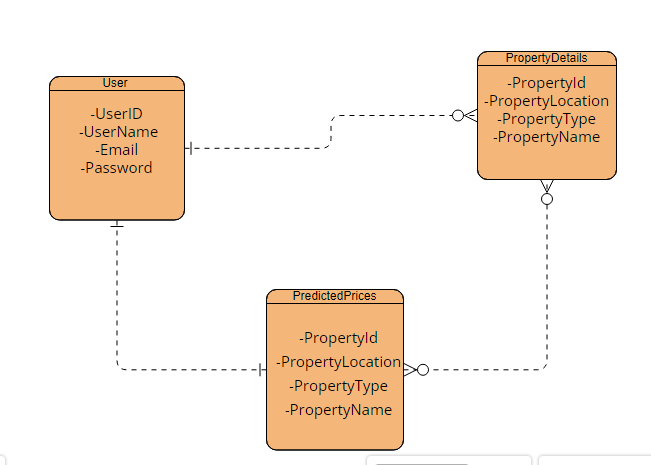 User
-UserID
-UserName
-Email
-Password
PropertyDetails
-PropertyId
-PropertyLocation
-PropertyType
-PropertyName
PredictedPrices
-PropertyId
-PropertyLocation
-PropertyType
-PropertyName